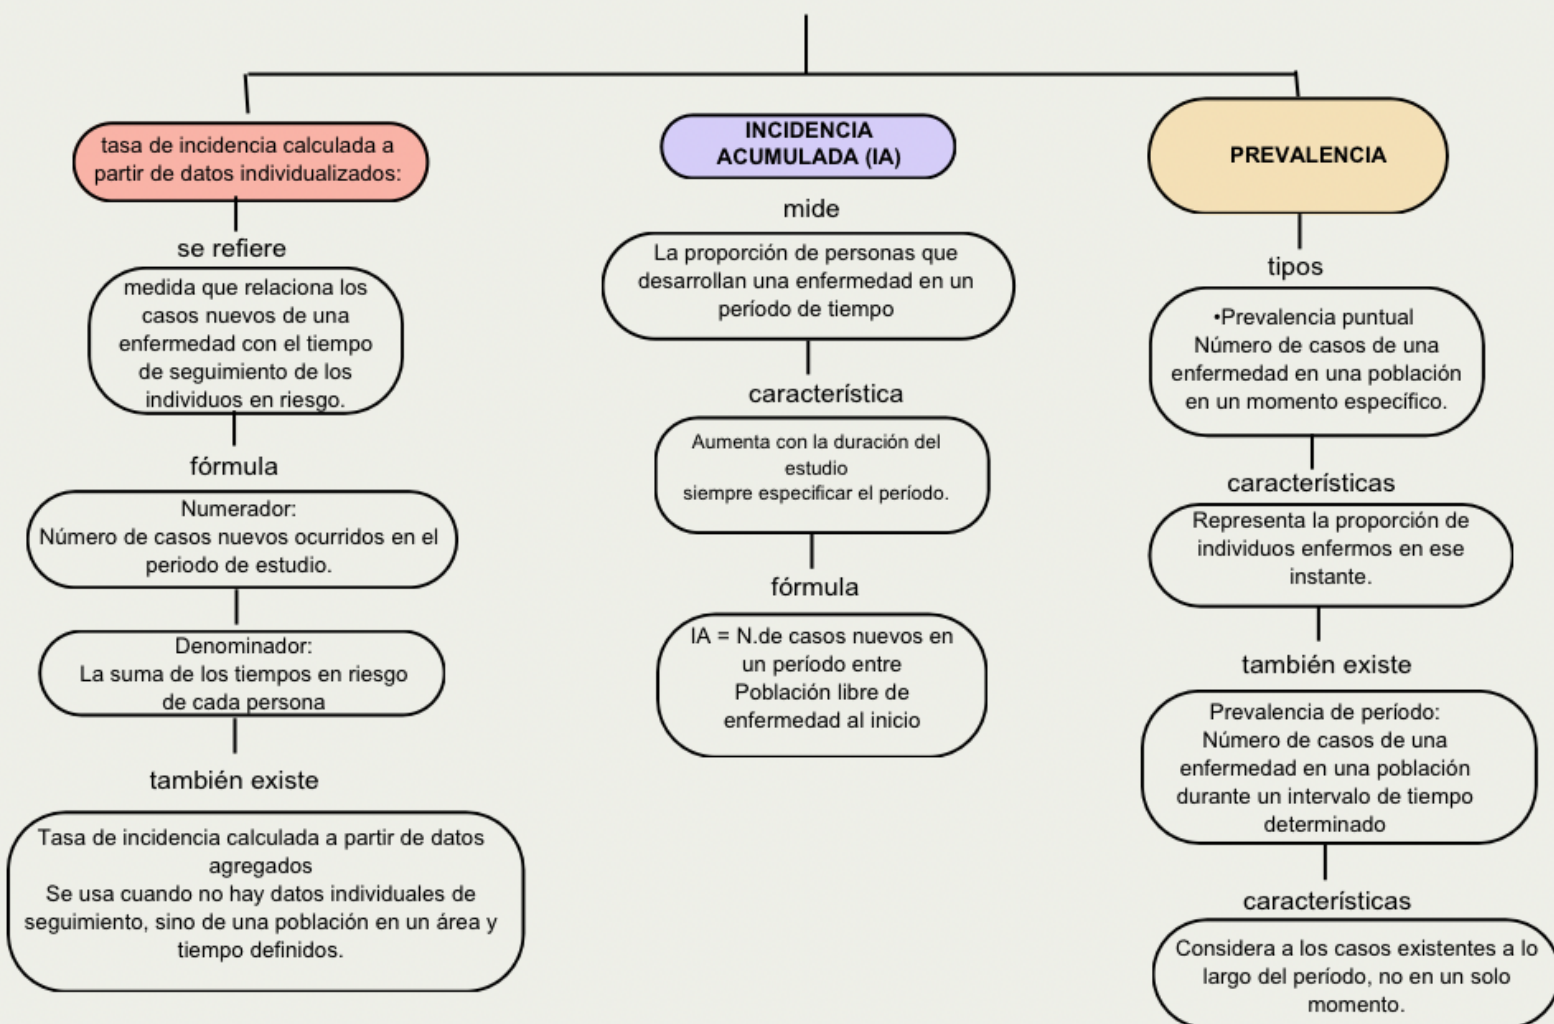 tasa de incidencia calculada a
partir de datos individualizados:
se refiere
medida que relaciona los
casos nuevos de una
enfermedad con el tiempo
de seguimiento de los
individuos en riesgo.
fórmula
Numerador:
Número de casos nuevos ocurridos en el
periodo de estudio.
Denominador:
La suma de los tiempos en riesgo
de cada persona
también existe
Tasa de incidencia calculada a partir de datos
agregados
Se usa cuando no hay datos individuales de
seguimiento, sino de una población en un área y
tiempo definidos.
INCIDENCIA
ACUMULADA (IA)
mide
La proporción de personas que
desarrollan una enfermedad en un
período de tiempo
característica
Aumenta con la duración del
estudio
siempre especificar el período.
fórmula
IA = N.de casos nuevos en
un período entre
Población libre de
enfermedad al inicio
PREVALENCIA
tipos
•Prevalencia puntual
Número de casos de una
enfermedad en una población
en un momento específico.
características
Representa la proporción de
individuos enfermos en ese
instante.
también existe
Prevalencia de período:
Número de casos de una
enfermedad en una población
durante un intervalo de tiempo
determinado
características
Considera a los casos existentes a lo
largo del período, no en un solo
momento.